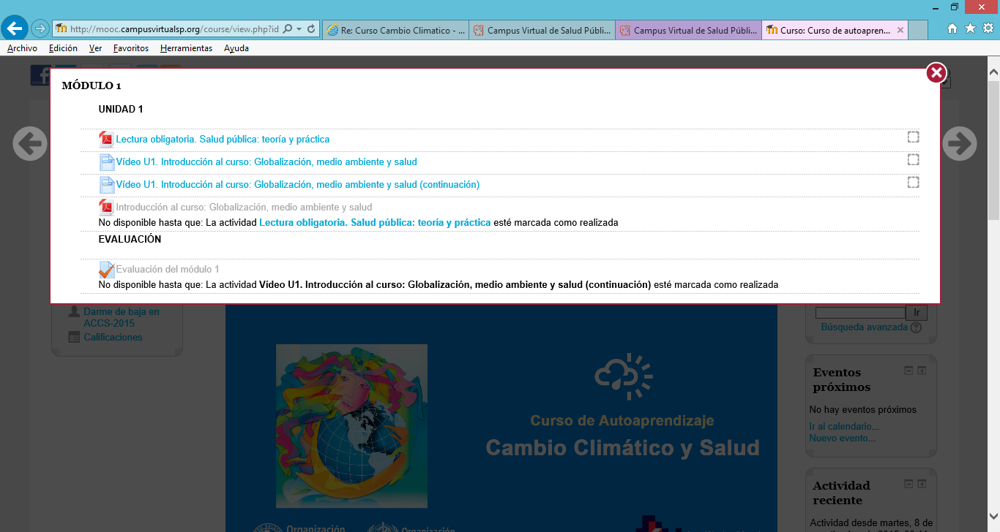 http://mooc.campusvirtualsp.org/course/view.php?id
Re: Curso Cambio Climatico - ...
Campus Virtual de Salud Públi...
Campus Virtual de Salud Públi...
Curso: Curso de autoapren...
Archivo Edición Ver Favoritos Herramientas Ayuda
MÓDULO 1
UNIDAD 1
Lectura obligatoria. Salud pública: teoría y práctica
Vídeo U1. Introducción al curso: Globalización, medio ambiente y salud
Vídeo U1. Introducción al curso: Globalización, medio ambiente y salud (continuación)
Introducción al curso: Globalización, medio ambiente y salud
No disponible hasta que: La actividad Lectura obligatoria. Salud pública: teoría y práctica esté marcada como realizada
EVALUACIÓN
Evaluación del módulo 1
No disponible hasta que: La actividad Vídeo U1. Introducción al curso: Globalización, medio ambiente y salud (continuación) esté marcada como realizada
Darme de baja en
ACCS-2015
Calificaciones
Curso de Autoaprendizaje
Cambio Climático y Salud
Organización
Organización
Ir
Búsqueda avanzada
Eventos
próximos
No hay eventos próximos
Ir al calendario...
Nuevo evento...
Actividad
reciente
Actividad desde martes, 8 de